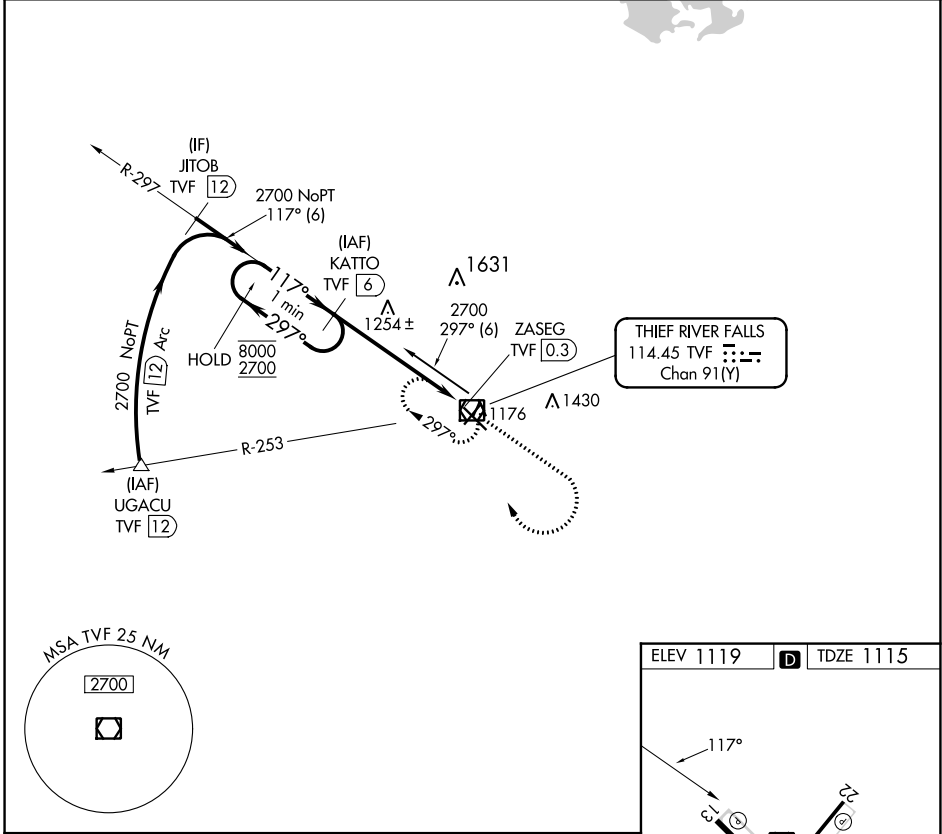 (IF)
JITOB
TVF 12
R-297
2700 NoPT
117° (6)
(IAF)
KATTO
TVF 6
1631
1254 ±
2700
297° (6)
ZASEG
TVF 0.3
THIEF RIVER FALLS
114.45 TVF
Chan 91(Y)
117°
1 min
297°
HOLD
8000
2700
2700 NoPT
TVF 12 Arc
1430
1176
297°
R-253
(IAF)
UGACU
TVF 12
MSA TVF 25 NM
2700
ELEV 1119
D
TDZE 1115
117°
13
P
22
P